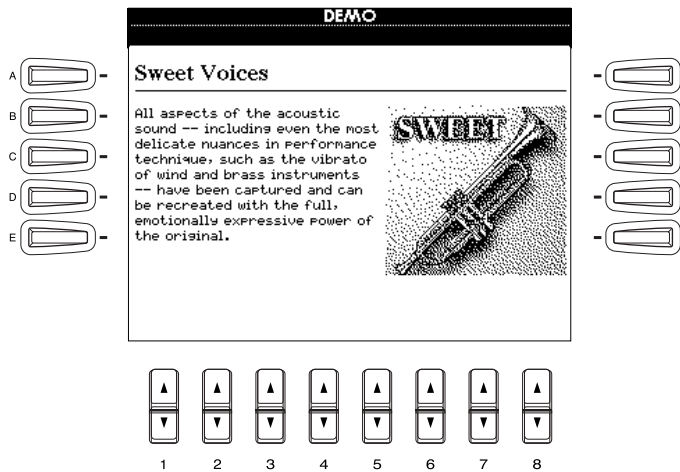 DEMO
Sweet Voices
All aspects of the acoustic
sound -- including even the most
delicate nuances in performance
technique, such as the vibrato
of wind and brass instruments
-- have been captured and can
be recreated with the full,
emotionally expressive power of
the original.
SWEET
A
B
C
D
E
1 2 3 4 5 6 7 8